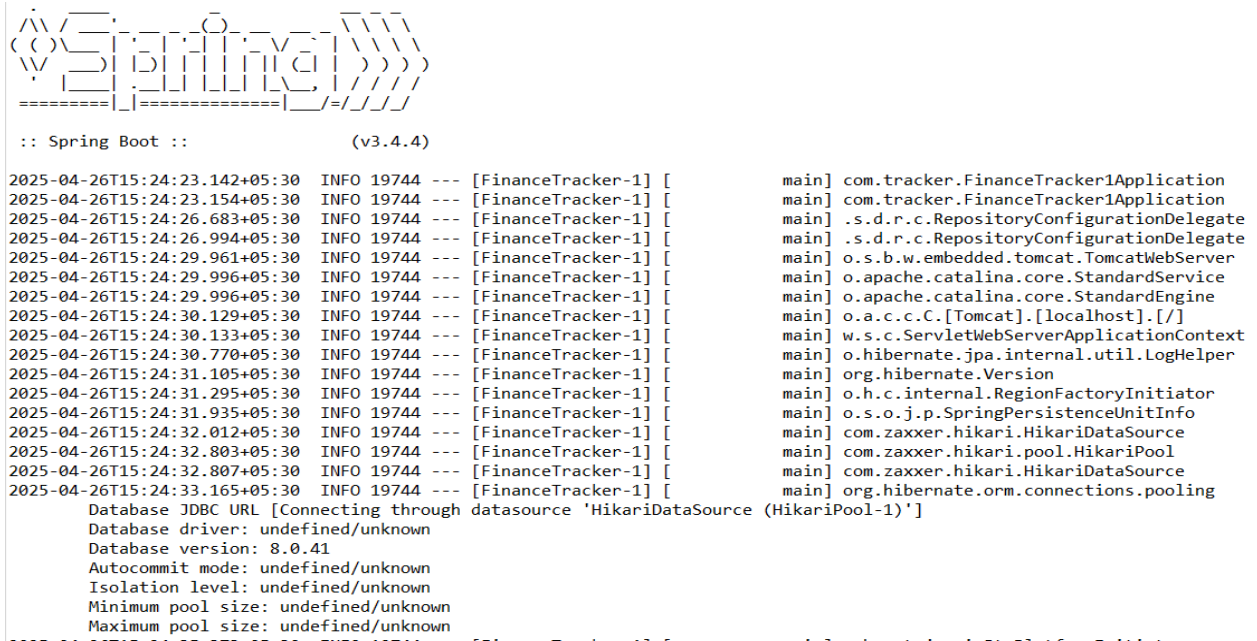 .   ____          _            __ _ _
 /\\ / ___'_ __ _ _(_)_ __  __ _ \ \ \ \
( ( )\___ | '_ | '_| | '_ \/ _` | \ \ \ \
 \\/  ___)| |_)| | | | | || (_| |  ) ) ) )
  '  |____| .__|_| |_|_| |_\__, | / / / /
 =========|_|==============|___/=/_/_/_/

 :: Spring Boot ::                (v3.4.4)

2025-04-26T15:24:23.142+05:30  INFO 19744 --- [FinanceTracker-1] [           main] com.tracker.FinanceTracker1Application
2025-04-26T15:24:23.154+05:30  INFO 19744 --- [FinanceTracker-1] [           main] com.tracker.FinanceTracker1Application
2025-04-26T15:24:26.683+05:30  INFO 19744 --- [FinanceTracker-1] [           main] .s.d.r.c.RepositoryConfigurationDelegate
2025-04-26T15:24:26.994+05:30  INFO 19744 --- [FinanceTracker-1] [           main] .s.d.r.c.RepositoryConfigurationDelegate
2025-04-26T15:24:29.961+05:30  INFO 19744 --- [FinanceTracker-1] [           main] o.s.b.w.embedded.tomcat.TomcatWebServer
2025-04-26T15:24:29.996+05:30  INFO 19744 --- [FinanceTracker-1] [           main] o.apache.catalina.core.StandardService
2025-04-26T15:24:29.996+05:30  INFO 19744 --- [FinanceTracker-1] [           main] o.apache.catalina.core.StandardEngine
2025-04-26T15:24:30.129+05:30  INFO 19744 --- [FinanceTracker-1] [           main] o.a.c.c.C.[Tomcat].[localhost].[/]
2025-04-26T15:24:30.133+05:30  INFO 19744 --- [FinanceTracker-1] [           main] w.s.c.ServletWebServerApplicationContext
2025-04-26T15:24:30.770+05:30  INFO 19744 --- [FinanceTracker-1] [           main] o.hibernate.jpa.internal.util.LogHelper
2025-04-26T15:24:31.105+05:30  INFO 19744 --- [FinanceTracker-1] [           main] org.hibernate.Version
2025-04-26T15:24:31.295+05:30  INFO 19744 --- [FinanceTracker-1] [           main] o.h.c.internal.RegionFactoryInitiator
2025-04-26T15:24:31.935+05:30  INFO 19744 --- [FinanceTracker-1] [           main] o.s.o.j.p.SpringPersistenceUnitInfo
2025-04-26T15:24:32.012+05:30  INFO 19744 --- [FinanceTracker-1] [           main] com.zaxxer.hikari.HikariDataSource
2025-04-26T15:24:32.803+05:30  INFO 19744 --- [FinanceTracker-1] [           main] com.zaxxer.hikari.pool.HikariPool
2025-04-26T15:24:32.807+05:30  INFO 19744 --- [FinanceTracker-1] [           main] com.zaxxer.hikari.HikariDataSource
2025-04-26T15:24:33.165+05:30  INFO 19744 --- [FinanceTracker-1] [           main] org.hibernate.orm.connections.pooling
        Database JDBC URL [Connecting through datasource 'HikariDataSource (HikariPool-1)']
        Database driver: undefined/unknown
        Database version: 8.0.41
        Autocommit mode: undefined/unknown
        Isolation level: undefined/unknown
        Minimum pool size: undefined/unknown
        Maximum pool size: undefined/unknown